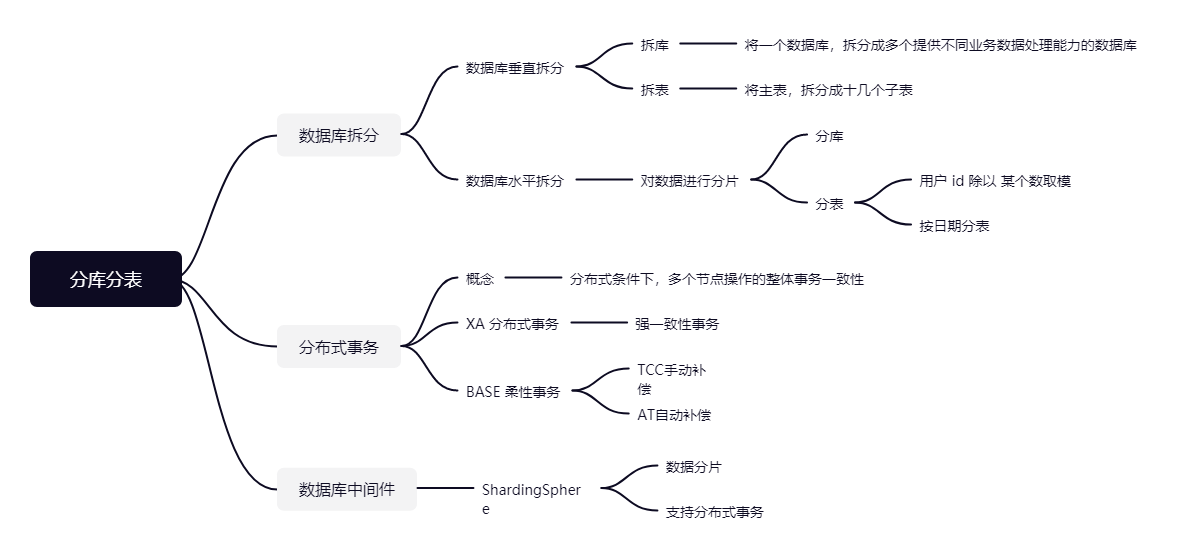 分库分表
数据库拆分
数据库垂直拆分
拆库
将一个数据库，拆分成多个提供不同业务数据处理能力的数据库
拆表
将主表，拆分成十几个子表
数据库水平拆分
对数据进行分片
分库
分表
用户 id 除以 某个数取模
按日期分表
分布式事务
概念
分布式条件下，多个节点操作的整体事务一致性
XA 分布式事务
强一致性事务
BASE 柔性事务
TCC手动补
偿
AT自动补偿
数据库中间件
ShardingSpher
e
数据分片
支持分布式事务